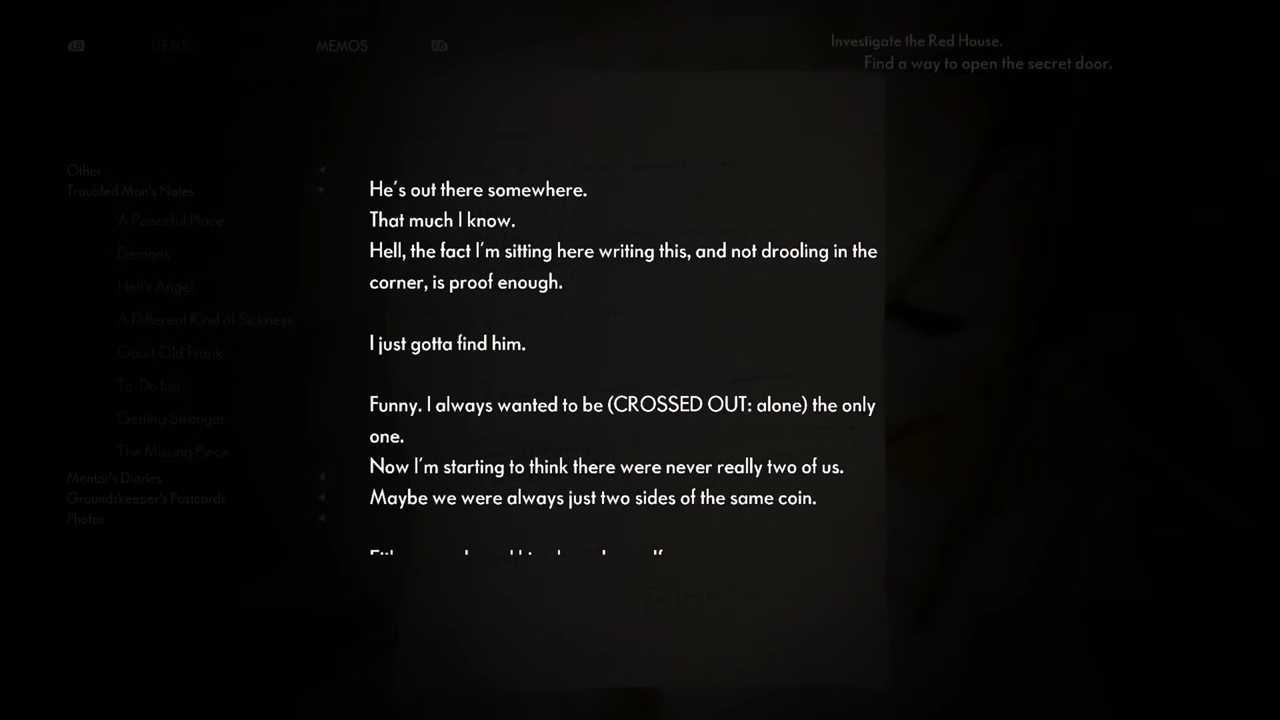 LB
ITEMS
MEMOS
RB
Investigate the Red House.
Find a way to open the secret door.
Other
Troubled Man's Notes
A Peaceful Place
Demons
Hell's Angel
A Different Kind of Sickness
Good Old Frank
To-Do List
Getting Stronger
The Missing Piece
Mentor's Diaries
Groundskeeper's Postcards
Photos
He's out there somewhere.
That much I know.
Hell, the fact I'm sitting here writing this, and not drooling in the
corner, is proof enough.
I just gotta find him.
Funny. I always wanted to be (CROSSED OUT: alone) the only
one.
Now I'm starting to think there were never really two of us.
Maybe we were always just two sides of the same coin.